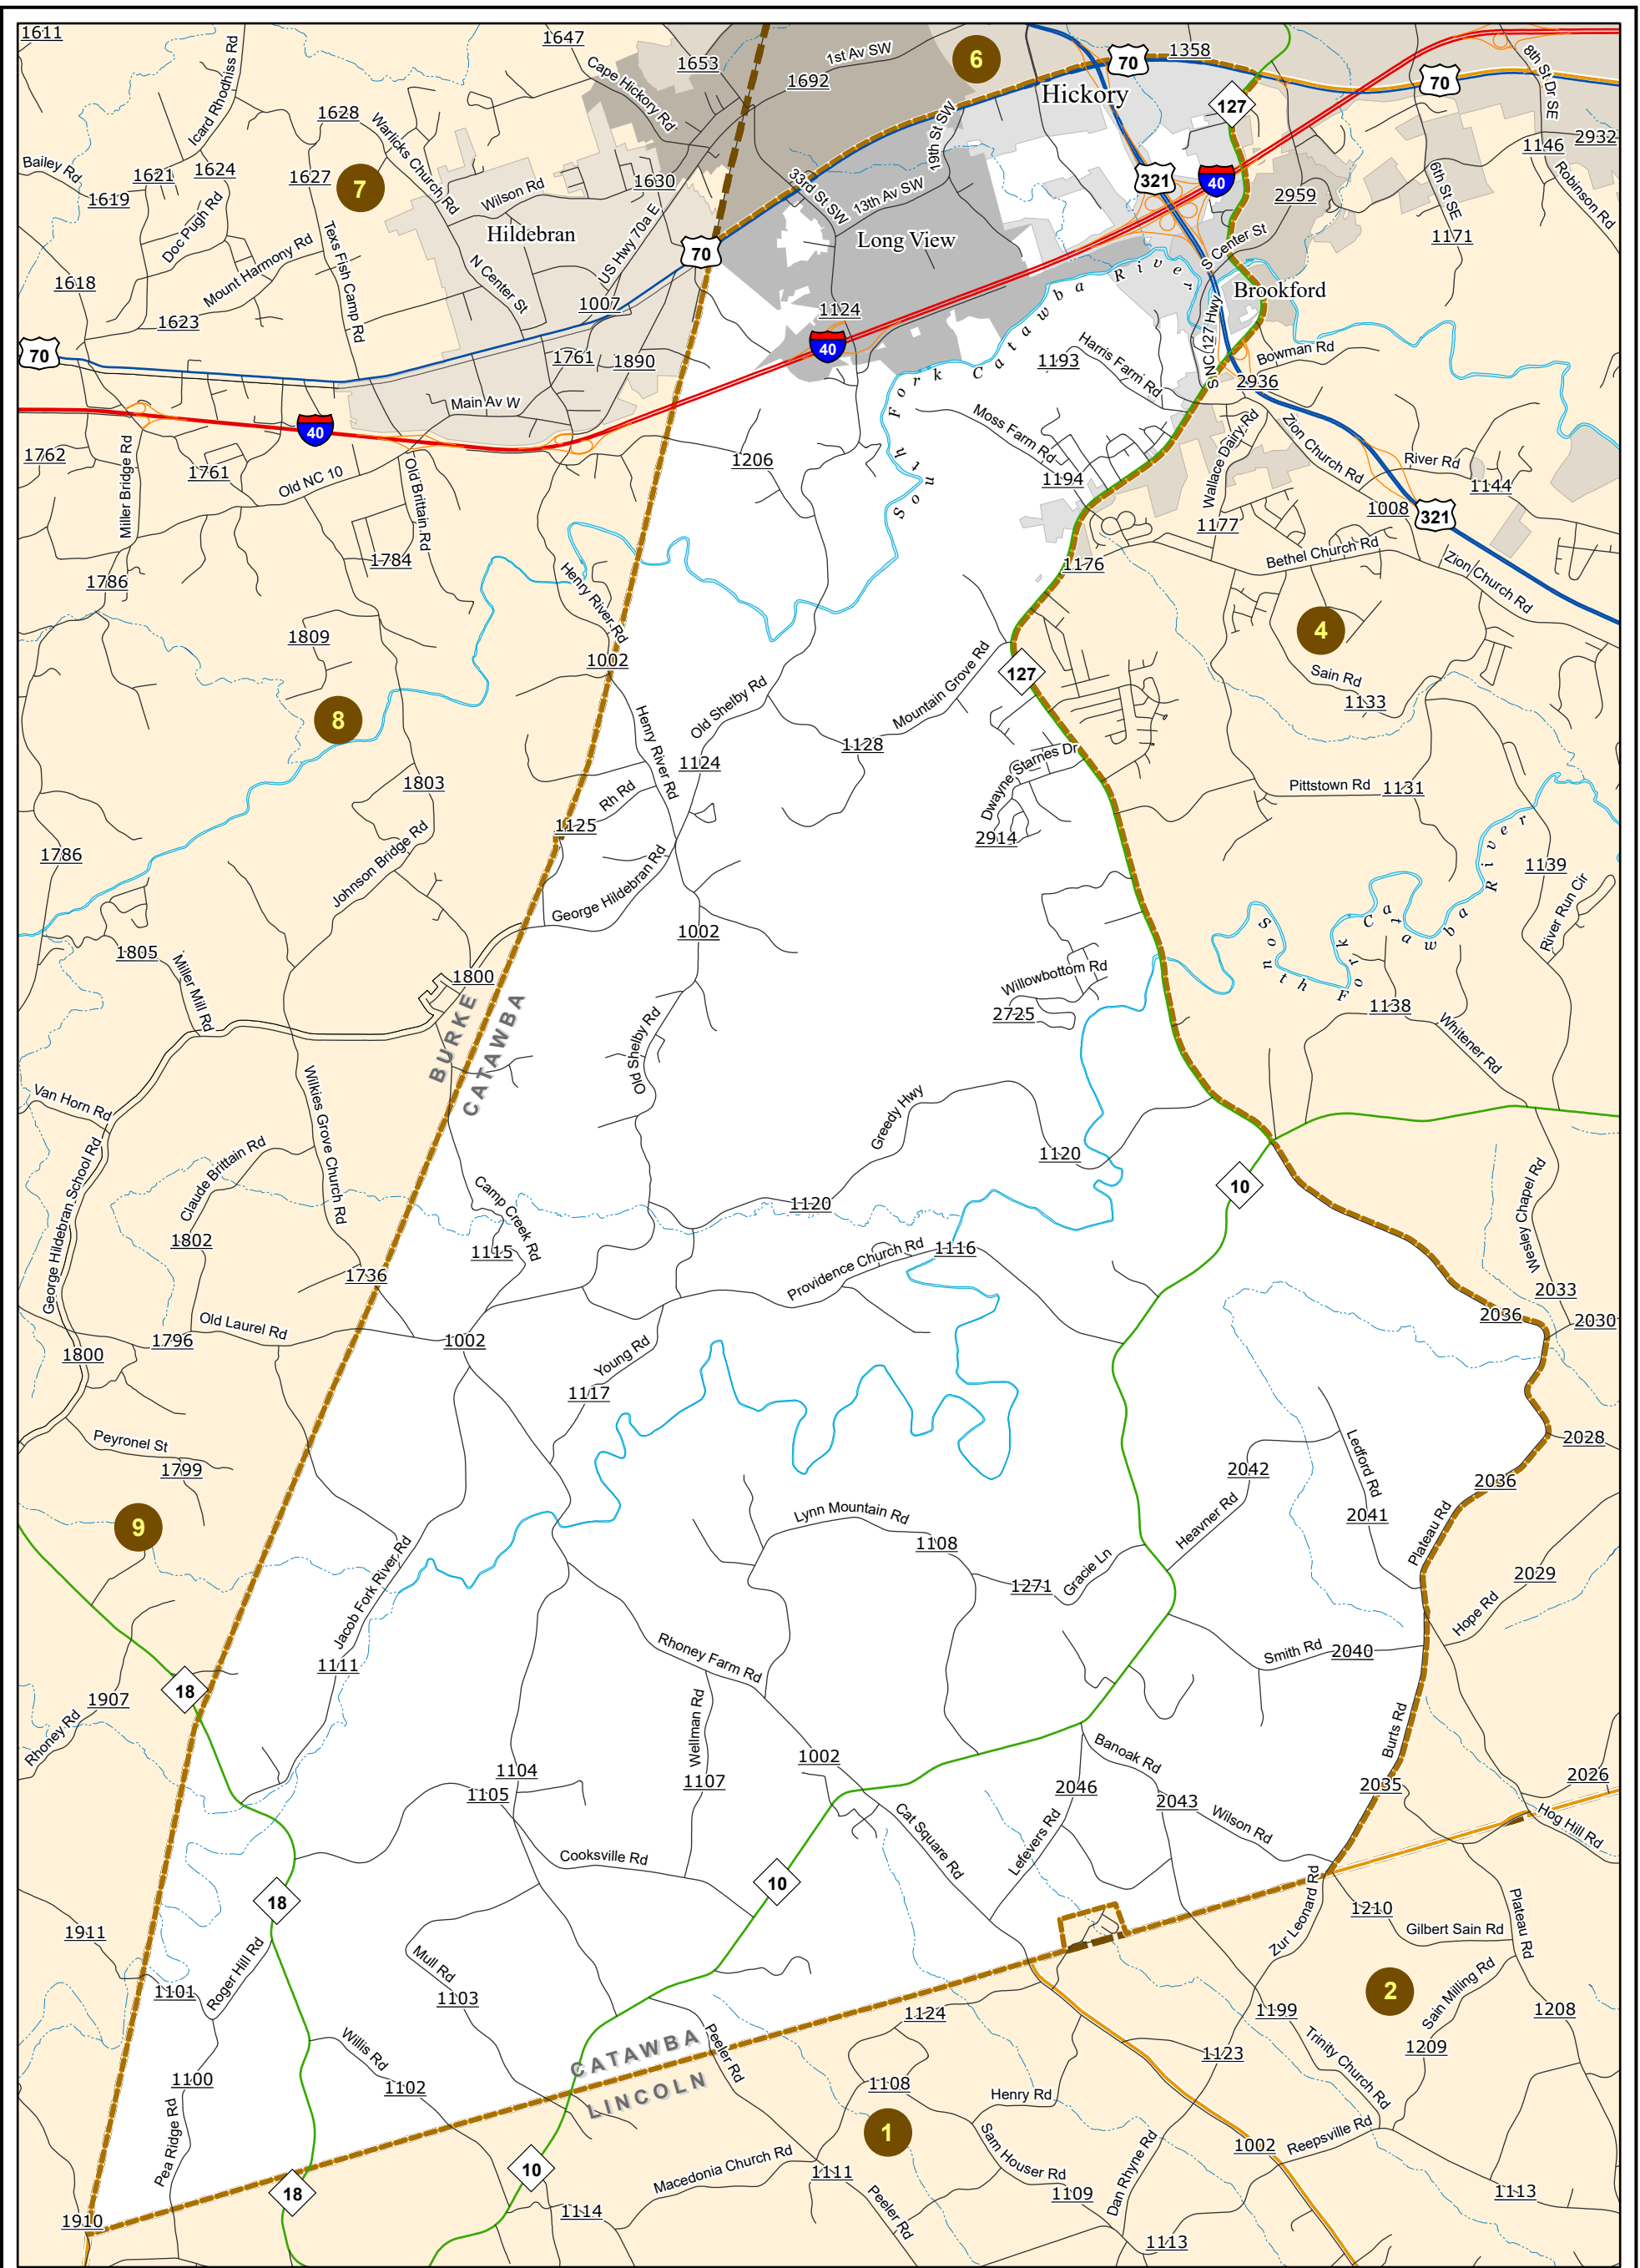 1611
1647
1653
1st Av SW
6
70
1358
8th St Dr SE
Icard Rhodhiss Rd
Cape Hickory Rd
1692
Hickory
70
127
1628
Warlicks Church Rd
19th St SW
1146
2932
Bailey Rd
1621
1624
1627
7
1630
33rd St SW
13th Av SW
321
40
2959
6th St SE
Robinson Rd
1619
Wilson Rd
Doc Pugh Rd
Texs Fish Camp Rd
Hildebran
US Hwy 70a E
70
Long View
S Center St
1171
Mount Harmony Rd
N Center St
1618
1007
1124
South Fork Catawba River
Brookford
1623
70
1761
1890
40
1193
Harris Farm Rd
S NC 127 Hwy
Bowman Rd
2936
Main Av W
40
Moss Farm Rd
1762
Miller Bridge Rd
1761
Old NC 10
Old Brittain Rd
1206
1194
Wallace Dairy Rd
Zion Church Rd
River Rd
1144
1008
321
1177
1784
1786
Henry River Rd
1176
Bethel Church Rd
Zion Church Rd
1809
1002
127
4
Sain Rd
1133
8
Henry River Rd
Old Shelby Rd
Mountain Grove Rd
1128
1124
1803
Rh Rd
1125
Dwayne Starnes Dr
2914
Pittstown Rd
1131
1786
Johnson Bridge Rd
George Hildebran Rd
1139
River Run Cir
South Fork Catawba River
1805
Miller Mill Rd
1800
1002
Willowbottom Rd
2725
1138
Whitener Rd
BURKE
CATAWBA
Old Shelby Rd
Van Horn Rd
Wilkies Grove Church Rd
Greedy Hwy
1120
George Hildebran School Rd
Claude Brittain Rd
Camp Creek Rd
1120
10
Wesley Chapel Rd
1802
1115
1116
Providence Church Rd
1736
2033
2036
2030
Old Laurel Rd
1796
1800
1002
Young Rd
1117
Peyronel St
1799
Ledford Rd
2028
2042
2036
9
Lynn Mountain Rd
1108
Heavner Rd
2041
Plateau Rd
Jacob Fork River Rd
1271
Gracie Ln
2029
Hope Rd
Rhoney Farm Rd
Smith Rd
2040
1111
18
1907
Rhoney Rd
Wellman Rd
Burts Rd
1002
Banoak Rd
1104
1105
1107
2046
2043
2035
2026
Cat Square Rd
Lefevers Rd
Wilson Rd
Hog Hill Rd
Cooksville Rd
10
18
Zur Leonard Rd
1210
Gilbert Sain Rd
Plateau Rd
1911
Mull Rd
1101
Roger Hill Rd
1103
2
Sain Milling Rd
1124
1199
1208
Willis Rd
CATAWBA
LINCOLN
Peeler Rd
1123
Trinity Church Rd
1209
1100
1102
1108
Henry Rd
Pea Ridge Rd
1
Sam Houser Rd
Dan Rhyne Rd
1002
Reepsville Rd
10
Macedonia Church Rd
1111
1109
18
1113
1910
1114
Peeler Rd
1113